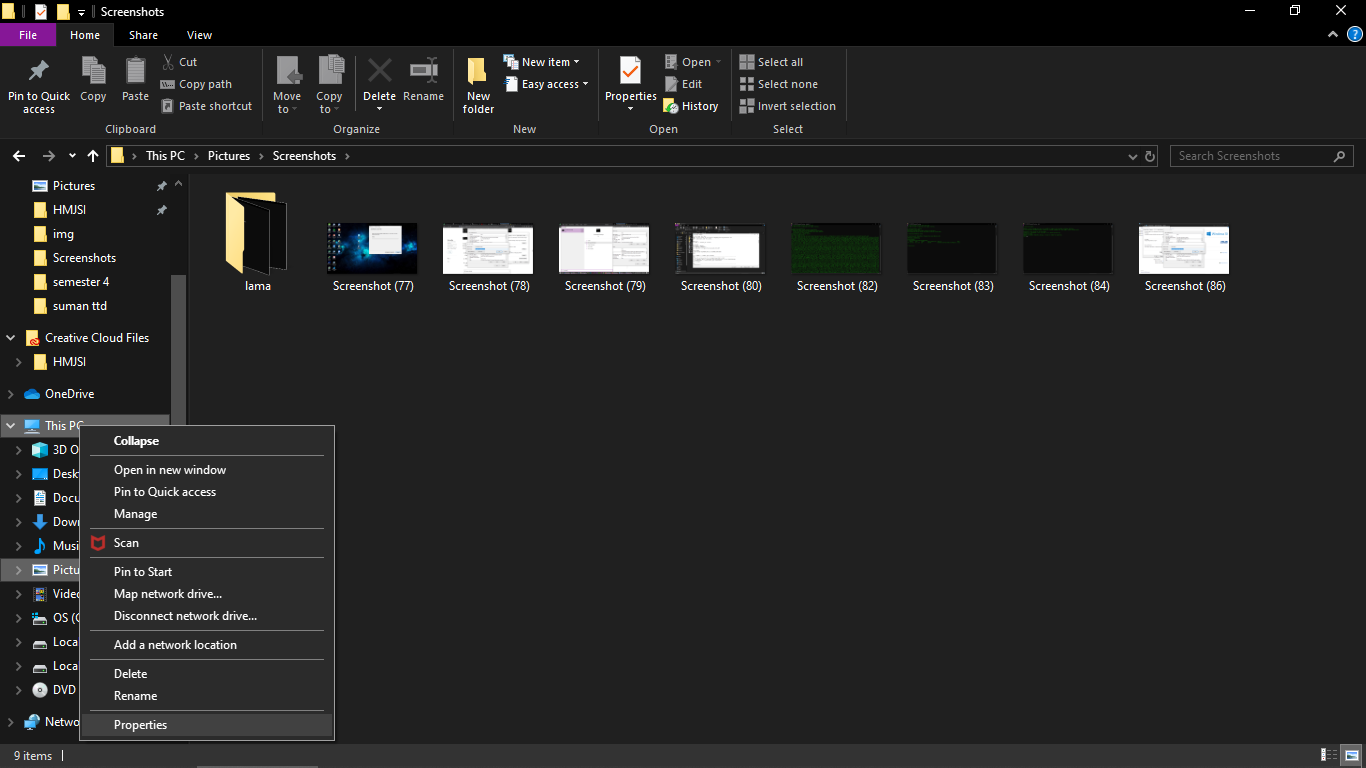 Screenshots
File
Home
Share
View
Pin to Quick access
Copy
Paste
Cut
Copy path
Paste shortcut
Clipboard
Move to
Copy to
Delete
Rename
Organize
New folder
New item
Easy access
New
Properties
Open
Edit
History
Open
Select all
Select none
Invert selection
Select
This PC
Pictures
Screenshots
Search Screenshots
Pictures
HMJSI
img
Screenshots
semester 4
suman ttd
Creative Cloud Files
HMJSI
OneDrive
This PC
3D O
Desk
Docu
Down
Musi
Pictu
Video
OS (C
Loca
Loca
DVD
Netwo
Collapse
Open in new window
Pin to Quick access
Manage
Scan
Pin to Start
Map network drive...
Disconnect network drive...
Add a network location
Delete
Rename
Properties
lama
Screenshot (77)
Screenshot (78)
Screenshot (79)
Screenshot (80)
Screenshot (82)
Screenshot (83)
Screenshot (84)
Screenshot (86)
9 items